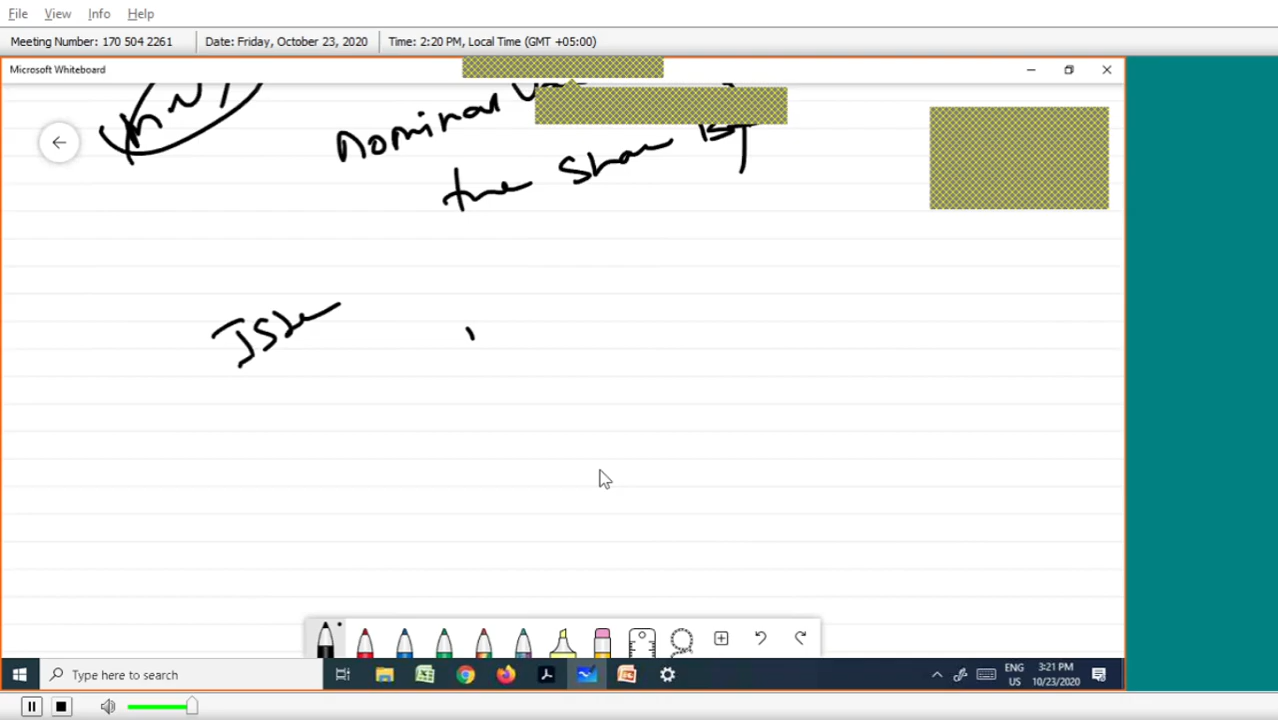 File View Info Help
Meeting Number: 170 504 2261 Date: Friday, October 23, 2020 Time: 2:20 PM, Local Time (GMT +05:00)
Microsoft Whiteboard
nominal
the Share is
Issue
Type here to search
ENG
US
3:21 PM
10/23/2020